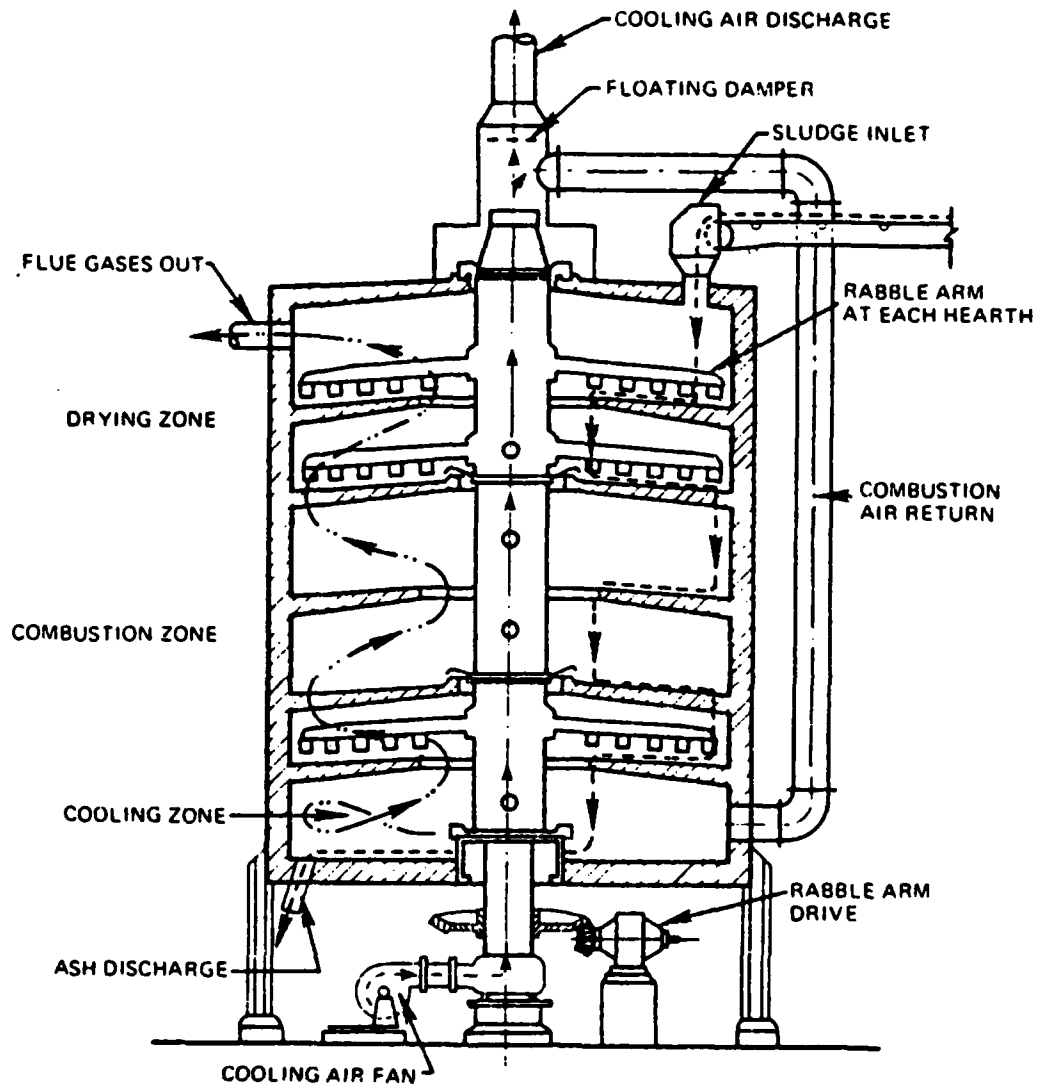 COOLING AIR DISCHARGE
FLOATING DAMPER
SLUDGE INLET
FLUE GASES OUT
RABBLE ARM
AT EACH HEARTH
DRYING ZONE
COMBUSTION
AIR RETURN
COMBUSTION ZONE
COOLING ZONE
RABBLE ARM
DRIVE
ASH DISCHARGE
COOLING AIR FAN